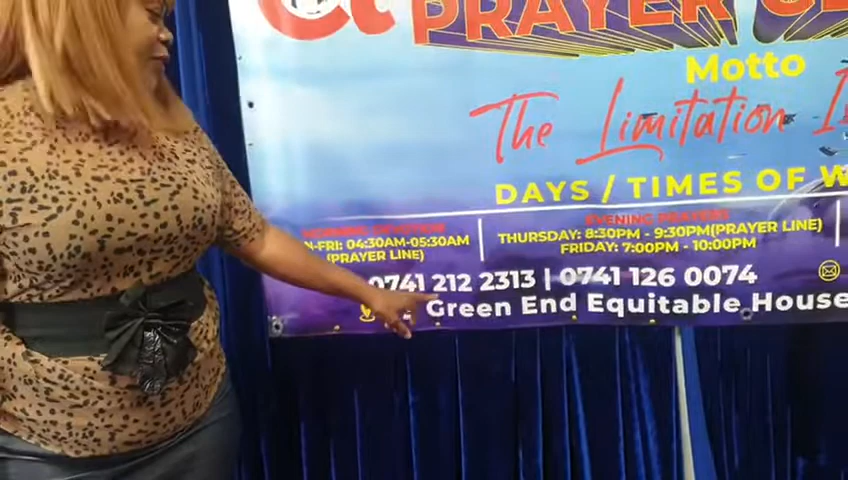 PRAYER
Motto
The Limitation
DAYS / TIMES OF
EVENING PRAYERS
N-FRI: 04:30AM-05:30AM
THURSDAY: 8:30PM - 9:30PM(PRAYER LINE)
(PRAYER LINE)
FRIDAY: 7:00PM - 10:00PM
0741 212 2313 | 0741 126 0074
Green End Equitable House